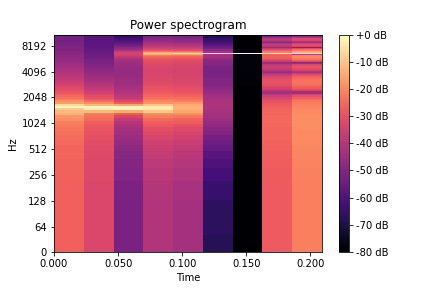 Power spectrogram
8192
4096
2048
1024
512
256
128
64
0
Hz
0.000 0.050 0.100 0.150 0.200
Time
+0 dB
-10 dB
-20 dB
-30 dB
-40 dB
-50 dB
-60 dB
-70 dB
-80 dB